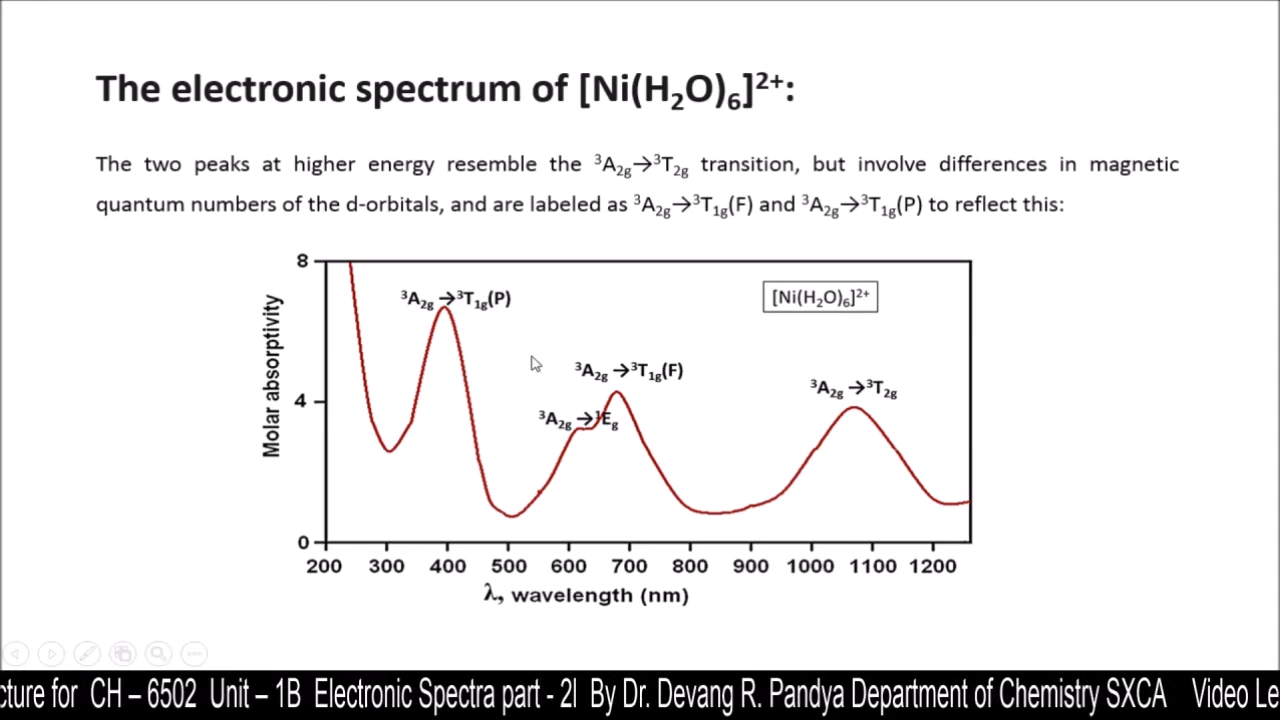 The electronic spectrum of [Ni(H₂O)₆]²⁺:
The two peaks at higher energy resemble the ³A₂g→³T₂g transition, but involve differences in magnetic
quantum numbers of the d-orbitals, and are labeled as ³A₂g→³T₁g(F) and ³A₂g→³T₁g(P) to reflect this:
8
³A₂g →³T₁g(P)
[Ni(H₂O)₆]²⁺
³A₂g →³T₁g(F)
³A₂g →³T₂g
4
³A₂g →¹Eg
Molar absorptivity
0
200 300 400 500 600 700 800 900 1000 1100 1200
λ, wavelength (nm)
cture for CH – 6502 Unit – 1B Electronic Spectra part - 2I By Dr. Devang R. Pandya Department of Chemistry SXCA Video Le